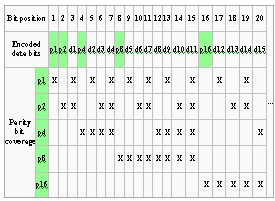 Bit position 1 2 3 4 5 6 7 8 9 10 11 12 13 14 15 16 17 18 19 20
Encoded data bits p1 p2 d1 p4 d2 d3 d4 p8 d5 d6 d7 d8 d9 d10 d11 p16 d12 d13 d14 d15
Parity bit coverage
p1 X X X X X X X X X X
p2 X X X X X X X X X X
p4 X X X X X X X X X
p8 X X X X X X X X
p16 X X X X X
...